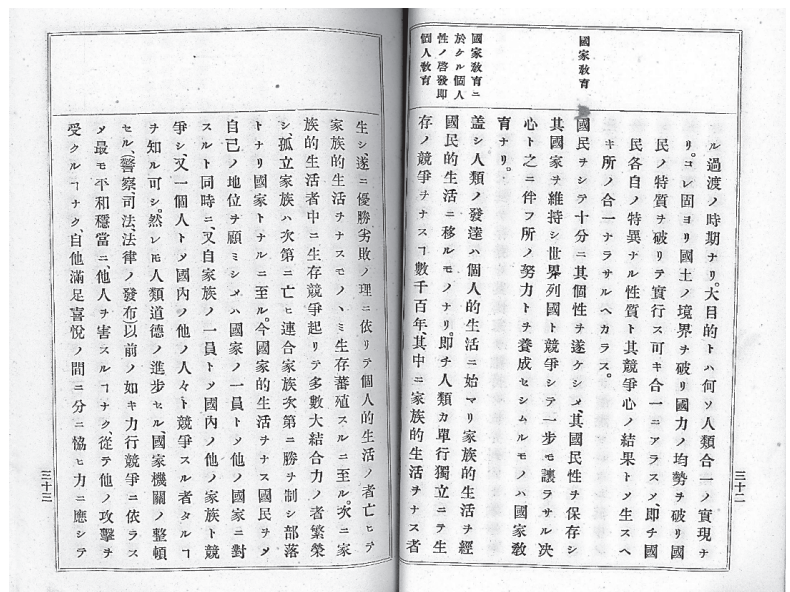 國家敎育
國家敎育ニ
於ケル個人
性ノ啓發即
個人敎育
ル過渡ノ時期ナリ。大目的トハ何ソ人類合一ノ實現ナ
リ。コレ固ヨリ國土ノ境界ヲ破リ國力ノ均勢ヲ破リ國
民ノ特質ヲ破リテ實行ス可キ合一ニアラスメ、即チ國
民各自ノ特異ナル性質ト其競爭心ノ結果トメ生スヘ
キ所ノ合一ナラサルヘカラス。
國民ヲシテ十分ニ其個性ヲ遂ケシメ、其國民性ヲ保存シ
其國家ヲ維持シ世界列國ト競爭シテ一步モ讓ラサル决
心ト之ニ件フ所ノ努力トヲ養成セシムルモノハ國家敎
育ナリ。
盖シ人類ノ發達ハ個人的生活ニ始マリ家族的生活ヲ經
國民的生活ニ移ルモノナリ。即チ人類カ單行獨立ニテ生
存ノ競爭ヲナスヿ數千百年、其中ニ家族的生活ヲナス者
三十二
生シ、遂ニ優勝劣敗ノ理ニ依リテ個人的生活ノ者亡ヒテ
家族的生活ヲナスモノヽミ生存蓄殖スルニ至ル。次ニ家
族的生活者中ニ生存競爭起リテ多數大結合力ノ者繁榮
シ、孤立家族ハ次第ニ亡ヒ連合家族次第ニ勝ヲ制シ部落
トナリ國家トナルニ至ル。今國家的生活ヲナス國民ヲメ
自己ノ地位ヲ顧ミシメハ國家ノ一員トメ他ノ國家ニ對
スルト同時ニ、又自家族ノ一員トメ國內ノ他ノ家族ト競
爭シ、又一個人トメ國內ノ他ノ人々ト競爭スル者タルヿ
ヲ知ル可シ。然レモ人類道德ノ進步セル、國家機關ノ整頓
セル、(警察、司法、法律ノ發布)以前ノ如キ力行競爭ニ依ラス
メ最モ平和穩當ニ、他人ヲ害スルヿナク、從テ他ノ攻擊ヲ
受クルヿナク、自他滿足喜悅ノ間ニ分ニ協ヒ力ニ應シテ
三十三